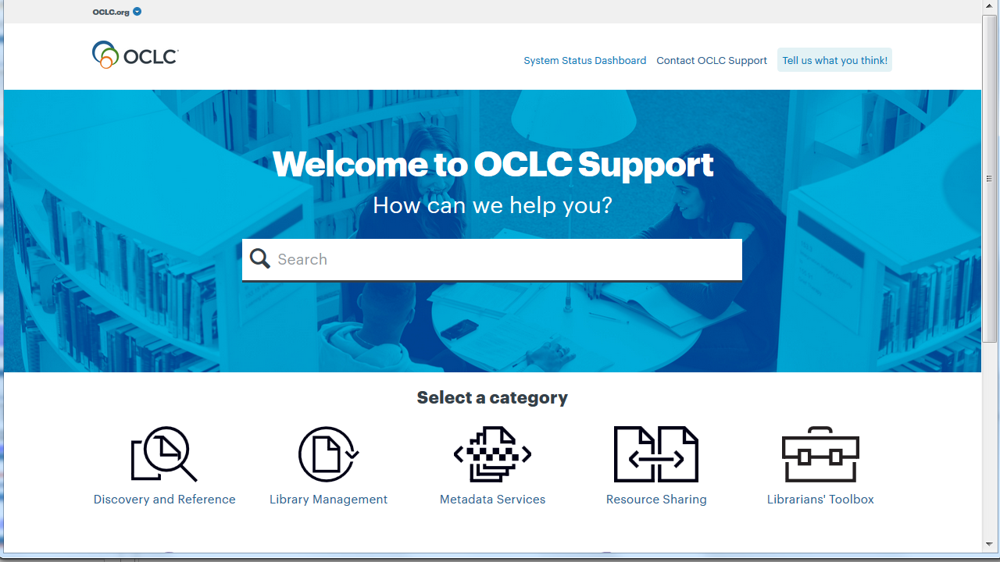 OCLC.org
OCLC
System Status Dashboard
Contact OCLC Support
Tell us what you think!
Welcome to OCLC Support
How can we help you?
Search
Select a category
Discovery and Reference
Library Management
Metadata Services
Resource Sharing
Librarians' Toolbox